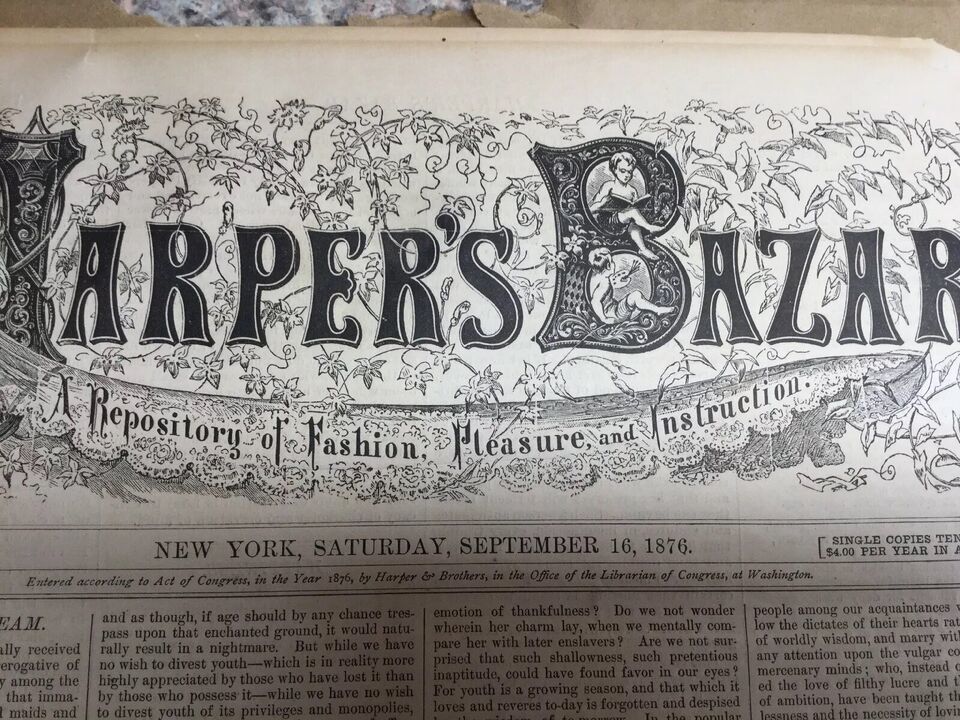 HARPER'S BAZAR
A Repository of Fashion, Pleasure, and Instruction.
NEW YORK, SATURDAY, SEPTEMBER 16, 1876.
[SINGLE COPIES TEN
$4.00 PER YEAR IN A
Entered according to Act of Congress, in the Year 1876, by Harper & Brothers, in the Office of the Librarian of Congress, at Washington.
EAM.
ally received
erogative of
y among the
that imma-
l maids and
and as though, if age should by any chance tres-
pass upon that enchanted ground, it would natu-
rally result in a nightmare. But while we have
no wish to divest youth—which is in reality more
highly appreciated by those who have lost it than
by those who possess it—while we have no wish
to divest youth of its privileges and monopolies,
emotion of thankfulness? Do we not wonder
wherein her charm lay, when we mentally com-
pare her with later enslavers? Are we not sur-
prised that such shallowness, such pretentious
inaptitude, could have found favor in our eyes?
For youth is a growing season, and that which it
loves and reveres to-day is forgotten and despised
In the popular
people among our acquaintances w
low the dictates of their hearts rat
of worldly wisdom, and marry with
any attention upon the vulgar co
mercenary minds; who, instead o
ed the love of filthy lucre and th
of ambition, have been taught th
lessness and the necessity of lovin